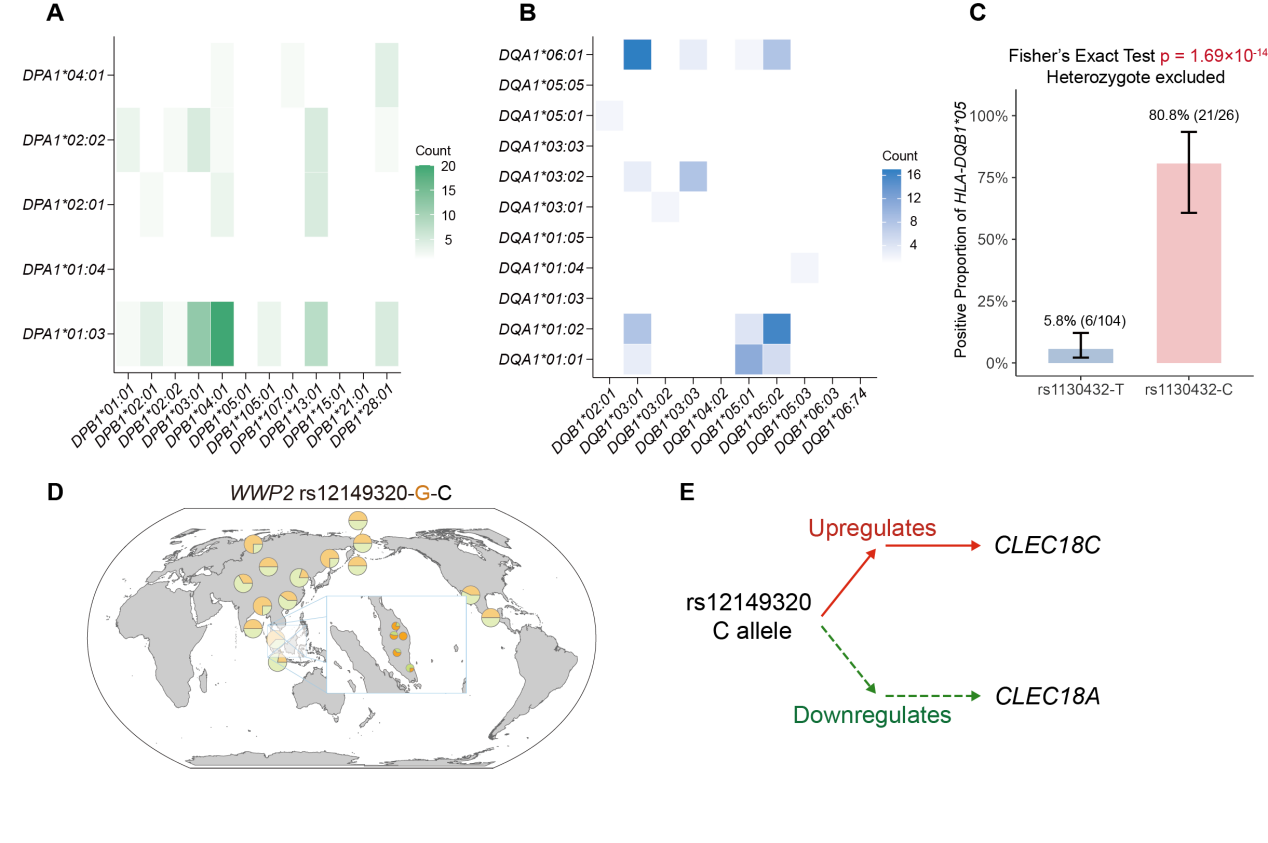 A
DPA1*04:01
DPA1*02:02
DPA1*02:01
DPA1*01:04
DPA1*01:03
DPB1*01:01
DPB1*02:01
DPB1*02:02
DPB1*03:01
DPB1*04:01
DPB1*05:01
DPB1*105:01
DPB1*107:01
DPB1*13:01
DPB1*15:01
DPB1*21:01
DPB1*28:01
Count
20
15
10
5
B
DQA1*06:01
DQA1*05:05
DQA1*05:01
DQA1*03:03
DQA1*03:02
DQA1*03:01
DQA1*01:05
DQA1*01:04
DQA1*01:03
DQA1*01:02
DQA1*01:01
DQB1*02:01
DQB1*03:01
DQB1*03:02
DQB1*03:03
DQB1*04:02
DQB1*05:01
DQB1*05:02
DQB1*05:03
DQB1*06:03
DQB1*06:74
Count
16
12
8
4
C
Fisher's Exact Test p = 1.69×10⁻¹⁴
Heterozygote excluded
Positive Proportion of HLA-DQB1*05
100%
75%
50%
25%
0%
80.8% (21/26)
5.8% (6/104)
rs1130432-T
rs1130432-C
D
WWP2 rs12149320-G-C
E
Upregulates
CLEC18C
rs12149320
C allele
Downregulates
CLEC18A